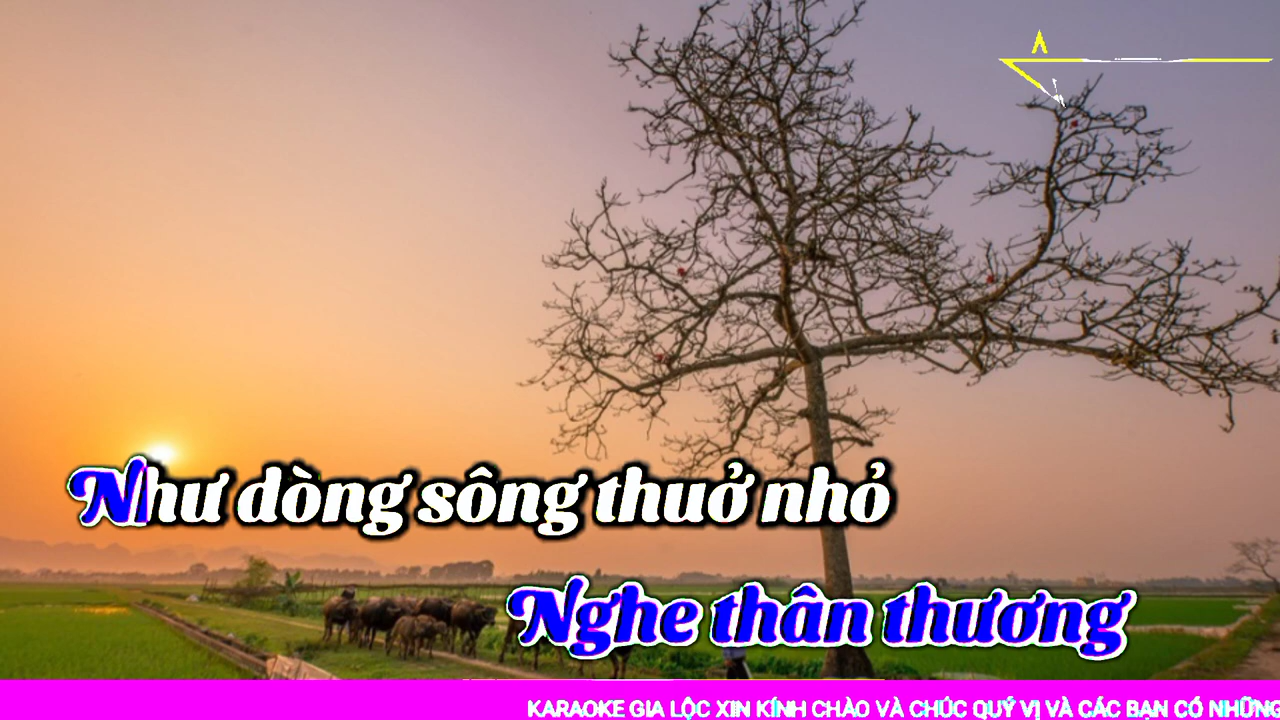 Như dòng sông thuở nhỏ
Nghe thân thương
KARAOKE GIA LỘC XIN KÍNH CHÀO VÀ CHÚC QUÝ VỊ VÀ CÁC BẠN CÓ NHỮNG